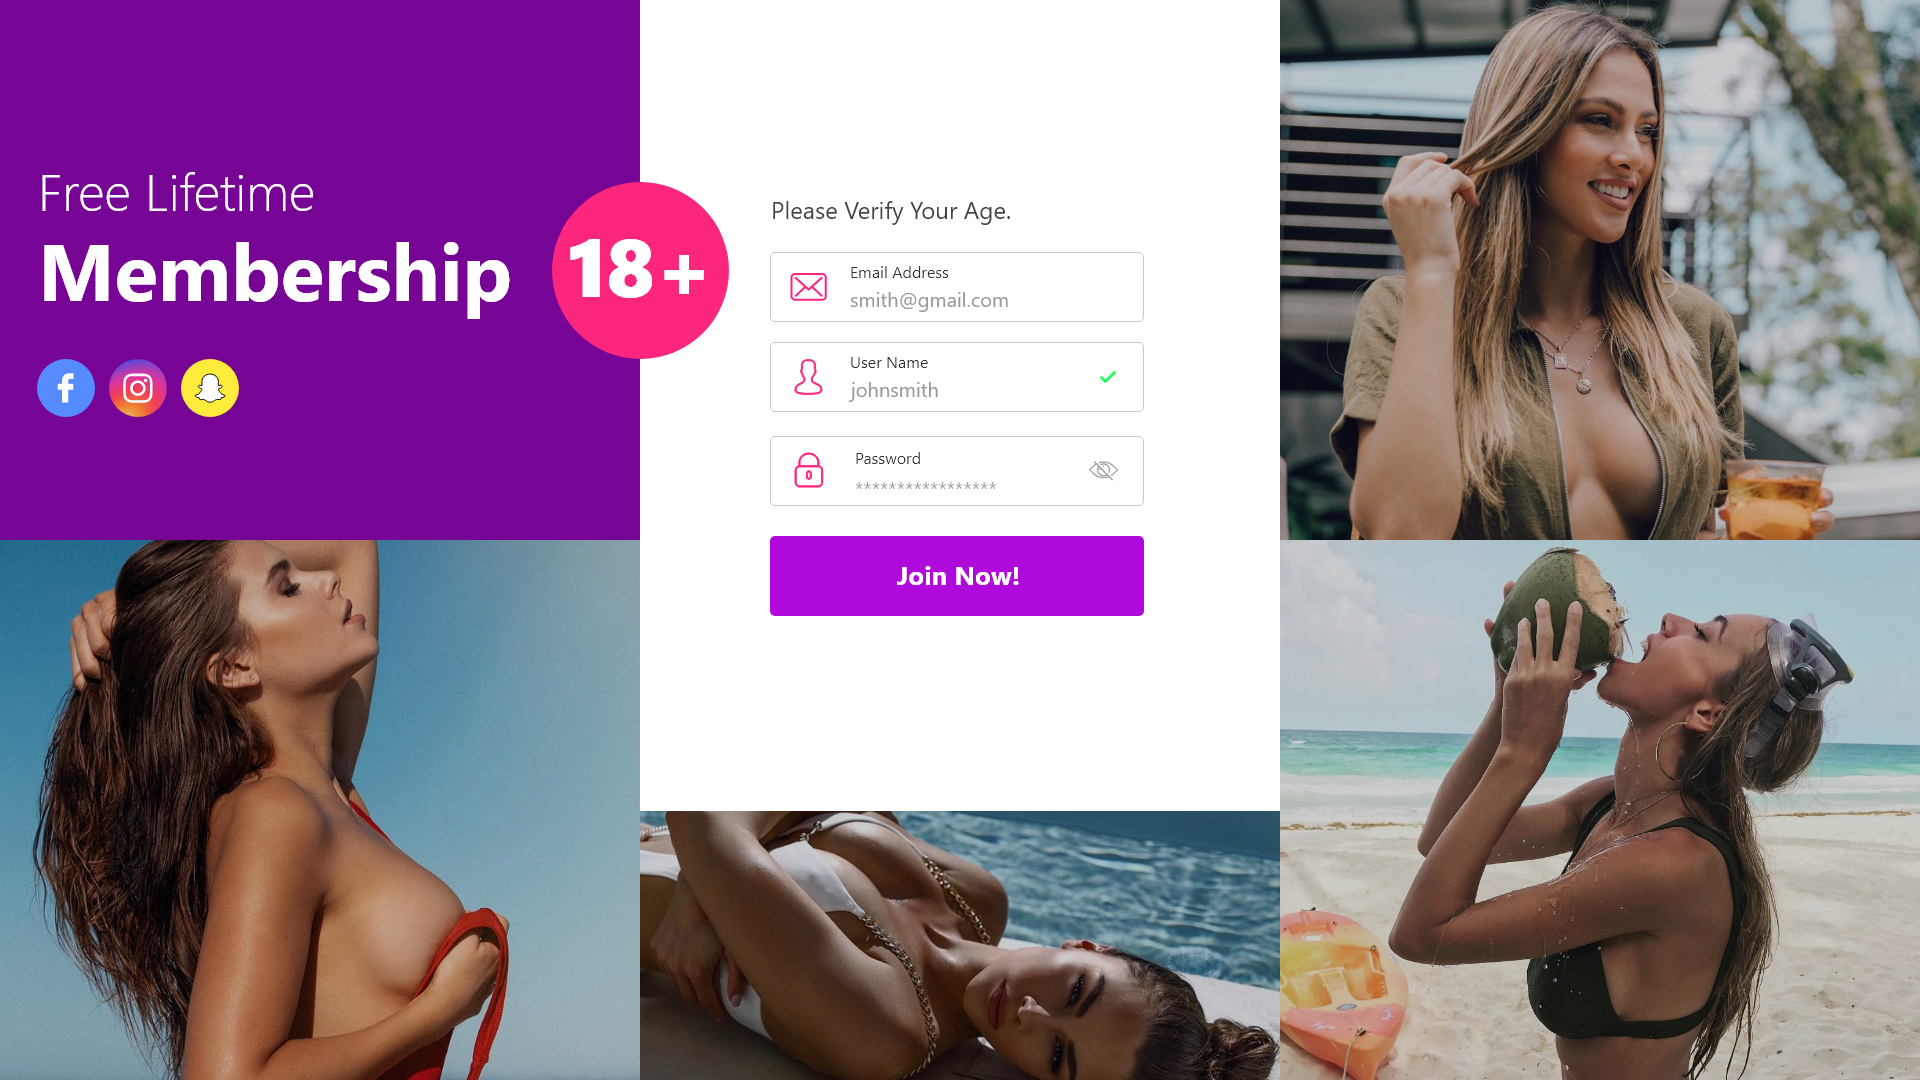 Free Lifetime
Membership
18+
Please Verify Your Age.
Email Address
smith@gmail.com
User Name
johnsmith
Password
*****************
Join Now!